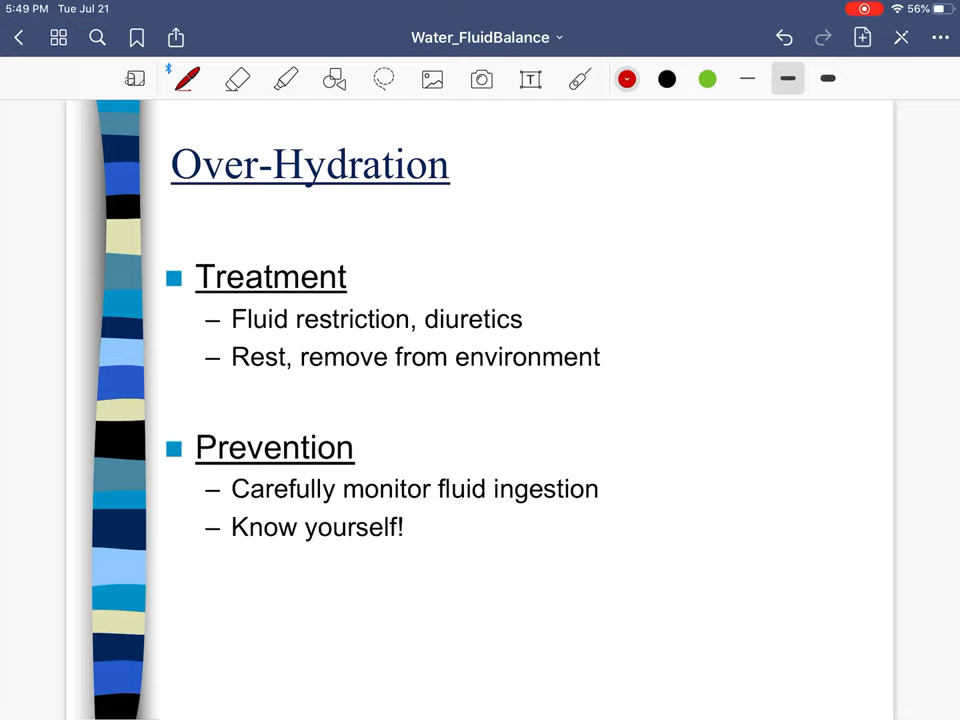 5:49 PM Tue Jul 21
56%
Water_FluidBalance
T
Over-Hydration
Treatment
– Fluid restriction, diuretics
– Rest, remove from environment
Prevention
– Carefully monitor fluid ingestion
– Know yourself!